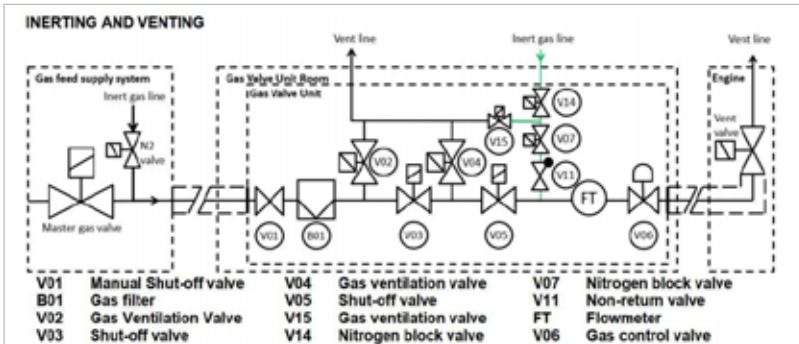 INERTING AND VENTING
Vent line
Inert gas line
Vent line
Gas feed supply system
Gas Valve Unit Room
Gas Valve Unit
Engine
Inert gas line
V14
Vent valve
N2 valve
V15
V07
V02
V04
V11
FT
Master gas valve
V01
B01
V03
V05
V06
V01 Manual Shut-off valve
B01 Gas filter
V02 Gas Ventilation Valve
V03 Shut-off valve
V04 Gas ventilation valve
V05 Shut-off valve
V15 Gas ventilation valve
V14 Nitrogen block valve
V07 Nitrogen block valve
V11 Non-return valve
FT Flowmeter
V06 Gas control valve